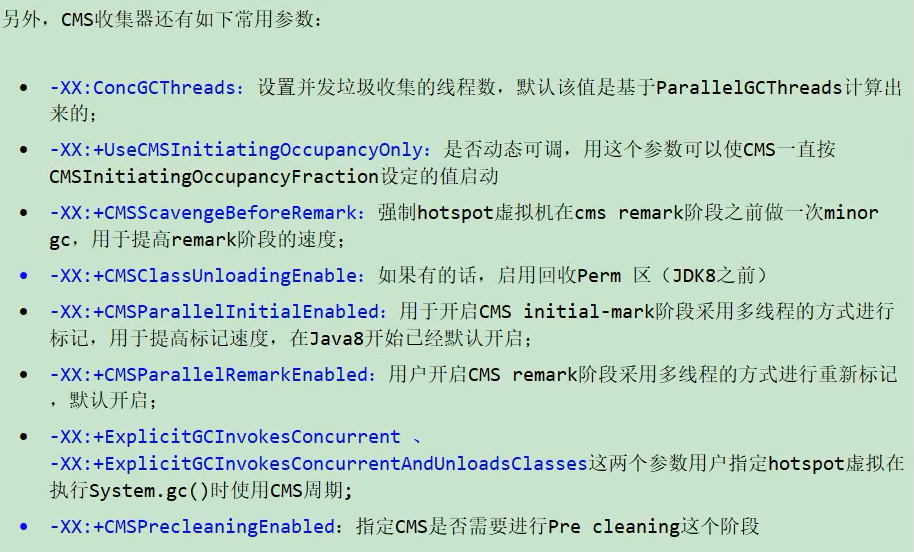 另外，CMS收集器还有如下常用参数：
• -XX:ConcGCThreads：设置并发垃圾收集的线程数，默认该值是基于ParallelGCThreads计算出
来的；
• -XX:+UseCMSInitiatingOccupancyOnly：是否动态可调，用这个参数可以使CMS一直按
CMSInitiatingOccupancyFraction设定的值启动
• -XX:+CMSScavengeBeforeRemark：强制hotspot虚拟机在cms remark阶段之前做一次minor
gc，用于提高remark阶段的速度；
• -XX:+CMSClassUnloadingEnable：如果有的话，启用回收Perm 区（JDK8之前）
• -XX:+CMSParallelInitialEnabled：用于开启CMS initial-mark阶段采用多线程的方式进行
标记，用于提高标记速度，在Java8开始已经默认开启；
• -XX:+CMSParallelRemarkEnabled：用户开启CMS remark阶段采用多线程的方式进行重新标记
，默认开启；
• -XX:+ExplicitGCInvokesConcurrent 、
-XX:+ExplicitGCInvokesConcurrentAndUnloadsClasses这两个参数用户指定hotspot虚拟在
执行System.gc()时使用CMS周期；
• -XX:+CMSPrecleaningEnabled：指定CMS是否需要进行Pre cleaning这个阶段